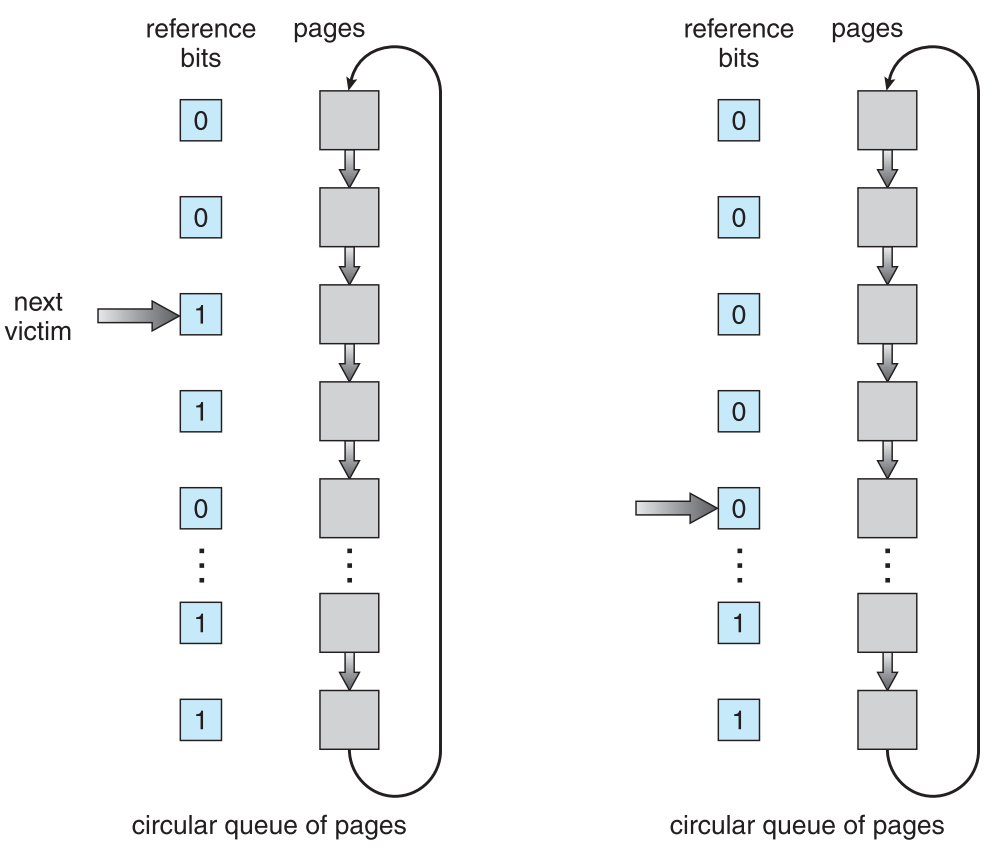 reference
bits
pages
0
0
next
victim
1
1
0
1
1
circular queue of pages
reference
bits
pages
0
0
0
0
0
1
1
circular queue of pages